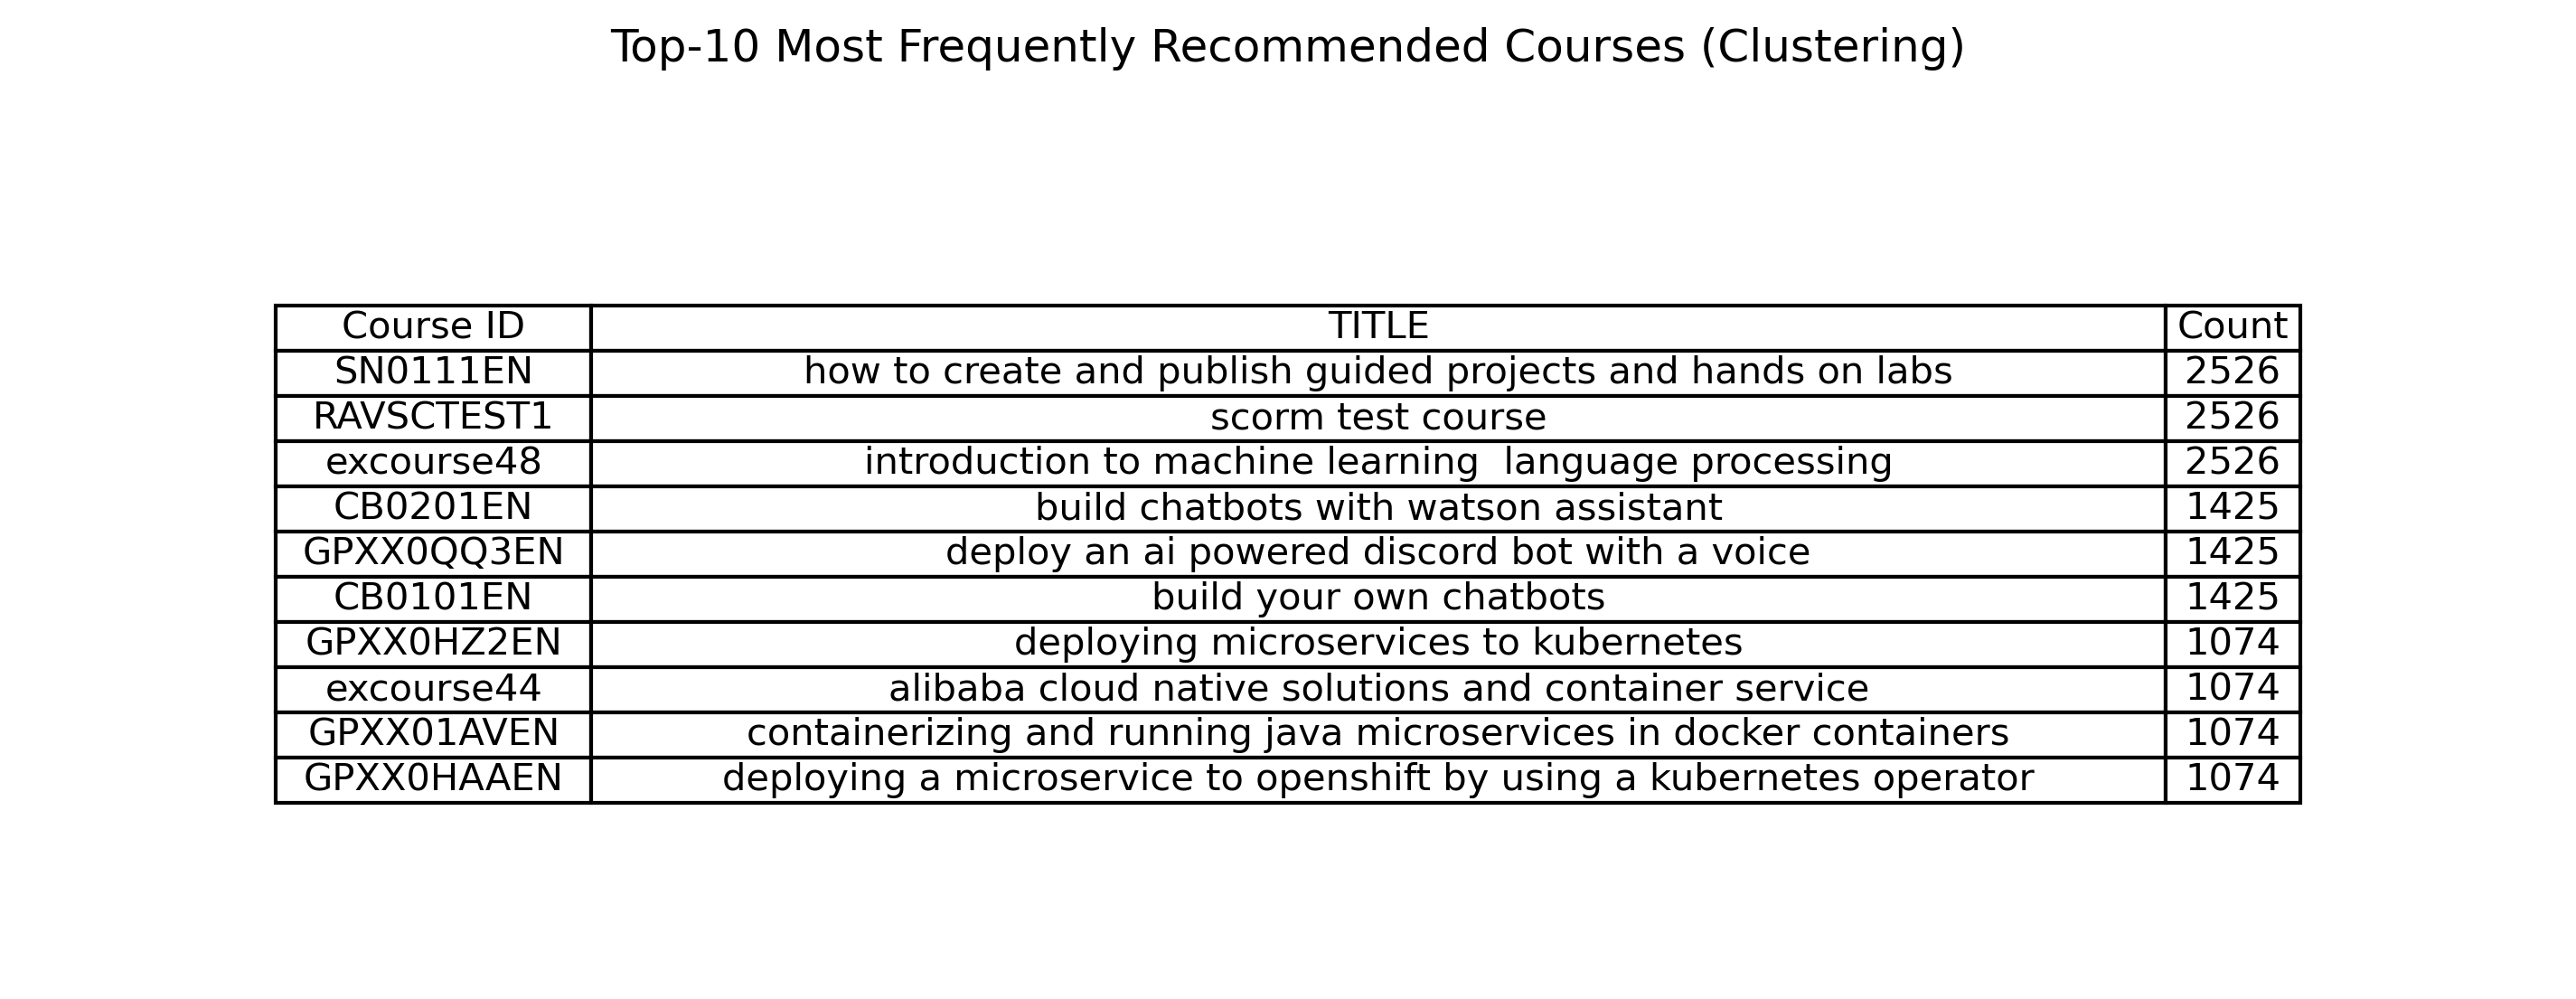 Top-10 Most Frequently Recommended Courses (Clustering)
Course ID TITLE Count
SN0111EN how to create and publish guided projects and hands on labs 2526
RAVSCTEST1 scorm test course 2526
excourse48 introduction to machine learning  language processing 2526
CB0201EN build chatbots with watson assistant 1425
GPXX0QQ3EN deploy an ai powered discord bot with a voice 1425
CB0101EN build your own chatbots 1425
GPXX0HZ2EN deploying microservices to kubernetes 1074
excourse44 alibaba cloud native solutions and container service 1074
GPXX01AVEN containerizing and running java microservices in docker containers 1074
GPXX0HAAEN deploying a microservice to openshift by using a kubernetes operator 1074